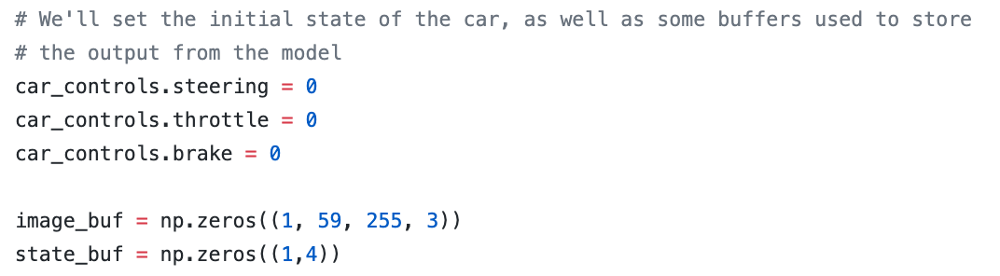 # We'll set the initial state of the car, as well as some buffers used to store
# the output from the model
car_controls.steering = 0
car_controls.throttle = 0
car_controls.brake = 0

image_buf = np.zeros((1, 59, 255, 3))
state_buf = np.zeros((1,4))